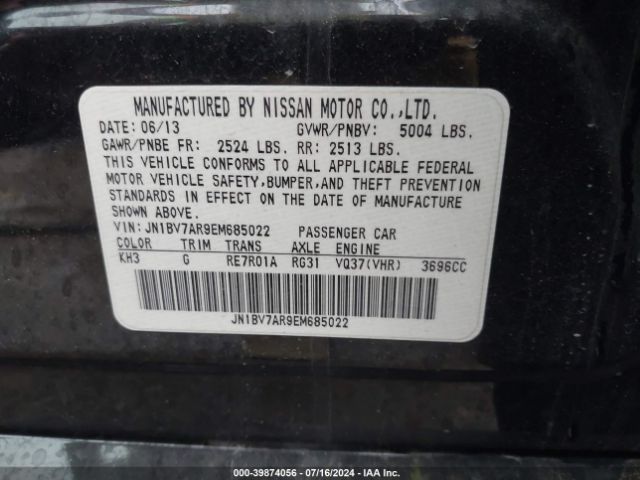 MANUFACTURED BY NISSAN MOTOR CO.,LTD.
DATE: 06/13 GVWR/PNBV: 5004 LBS.
GAWR/PNBE FR: 2524 LBS. RR: 2513 LBS.
THIS VEHICLE CONFORMS TO ALL APPLICABLE FEDERAL
MOTOR VEHICLE SAFETY,BUMPER,AND THEFT PREVENTION
STANDARDS IN EFFECT ON THE DATE OF MANUFACTURE
SHOWN ABOVE.
VIN: JN1BV7AR9EM685022 PASSENGER CAR
COLOR TRIM TRANS AXLE ENGINE
KH3 G RE7R01A RG31 VQ37(VHR) 3696CC
JN1BV7AR9EM685022
000-39874056 - 07/16/2024 - IAA Inc.